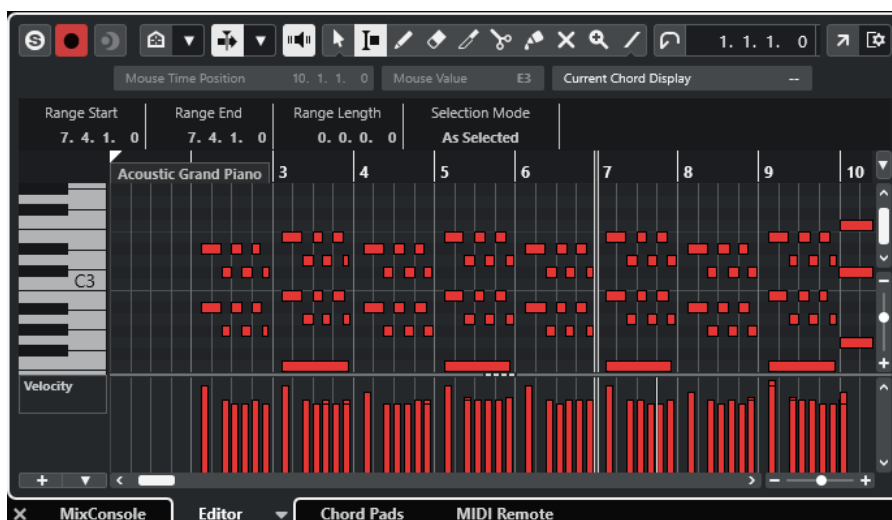 S
1. 1. 1. 0
Mouse Time Position 10. 1. 1. 0 Mouse Value E3 Current Chord Display --
Range Start Range End Range Length Selection Mode
7. 4. 1. 0 7. 4. 1. 0 0. 0. 0. 0 As Selected
Acoustic Grand Piano 3 4 5 6 7 8 9 10
C3
Velocity
MixConsole Editor Chord Pads MIDI Remote